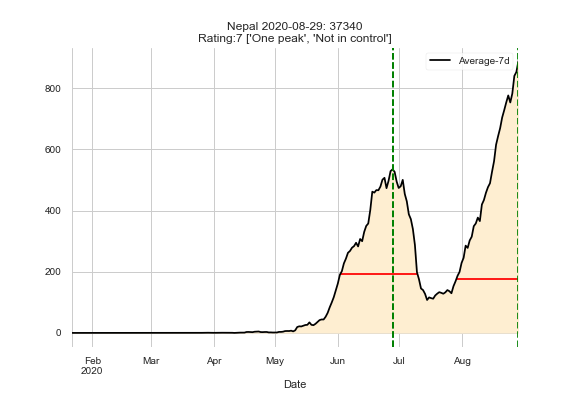 Nepal 2020-08-29: 37340
Rating:7 ['One peak', 'Not in control']
Average-7d
800
600
400
200
0
Feb
2020
Mar
Apr
May
Jun
Jul
Aug
Date